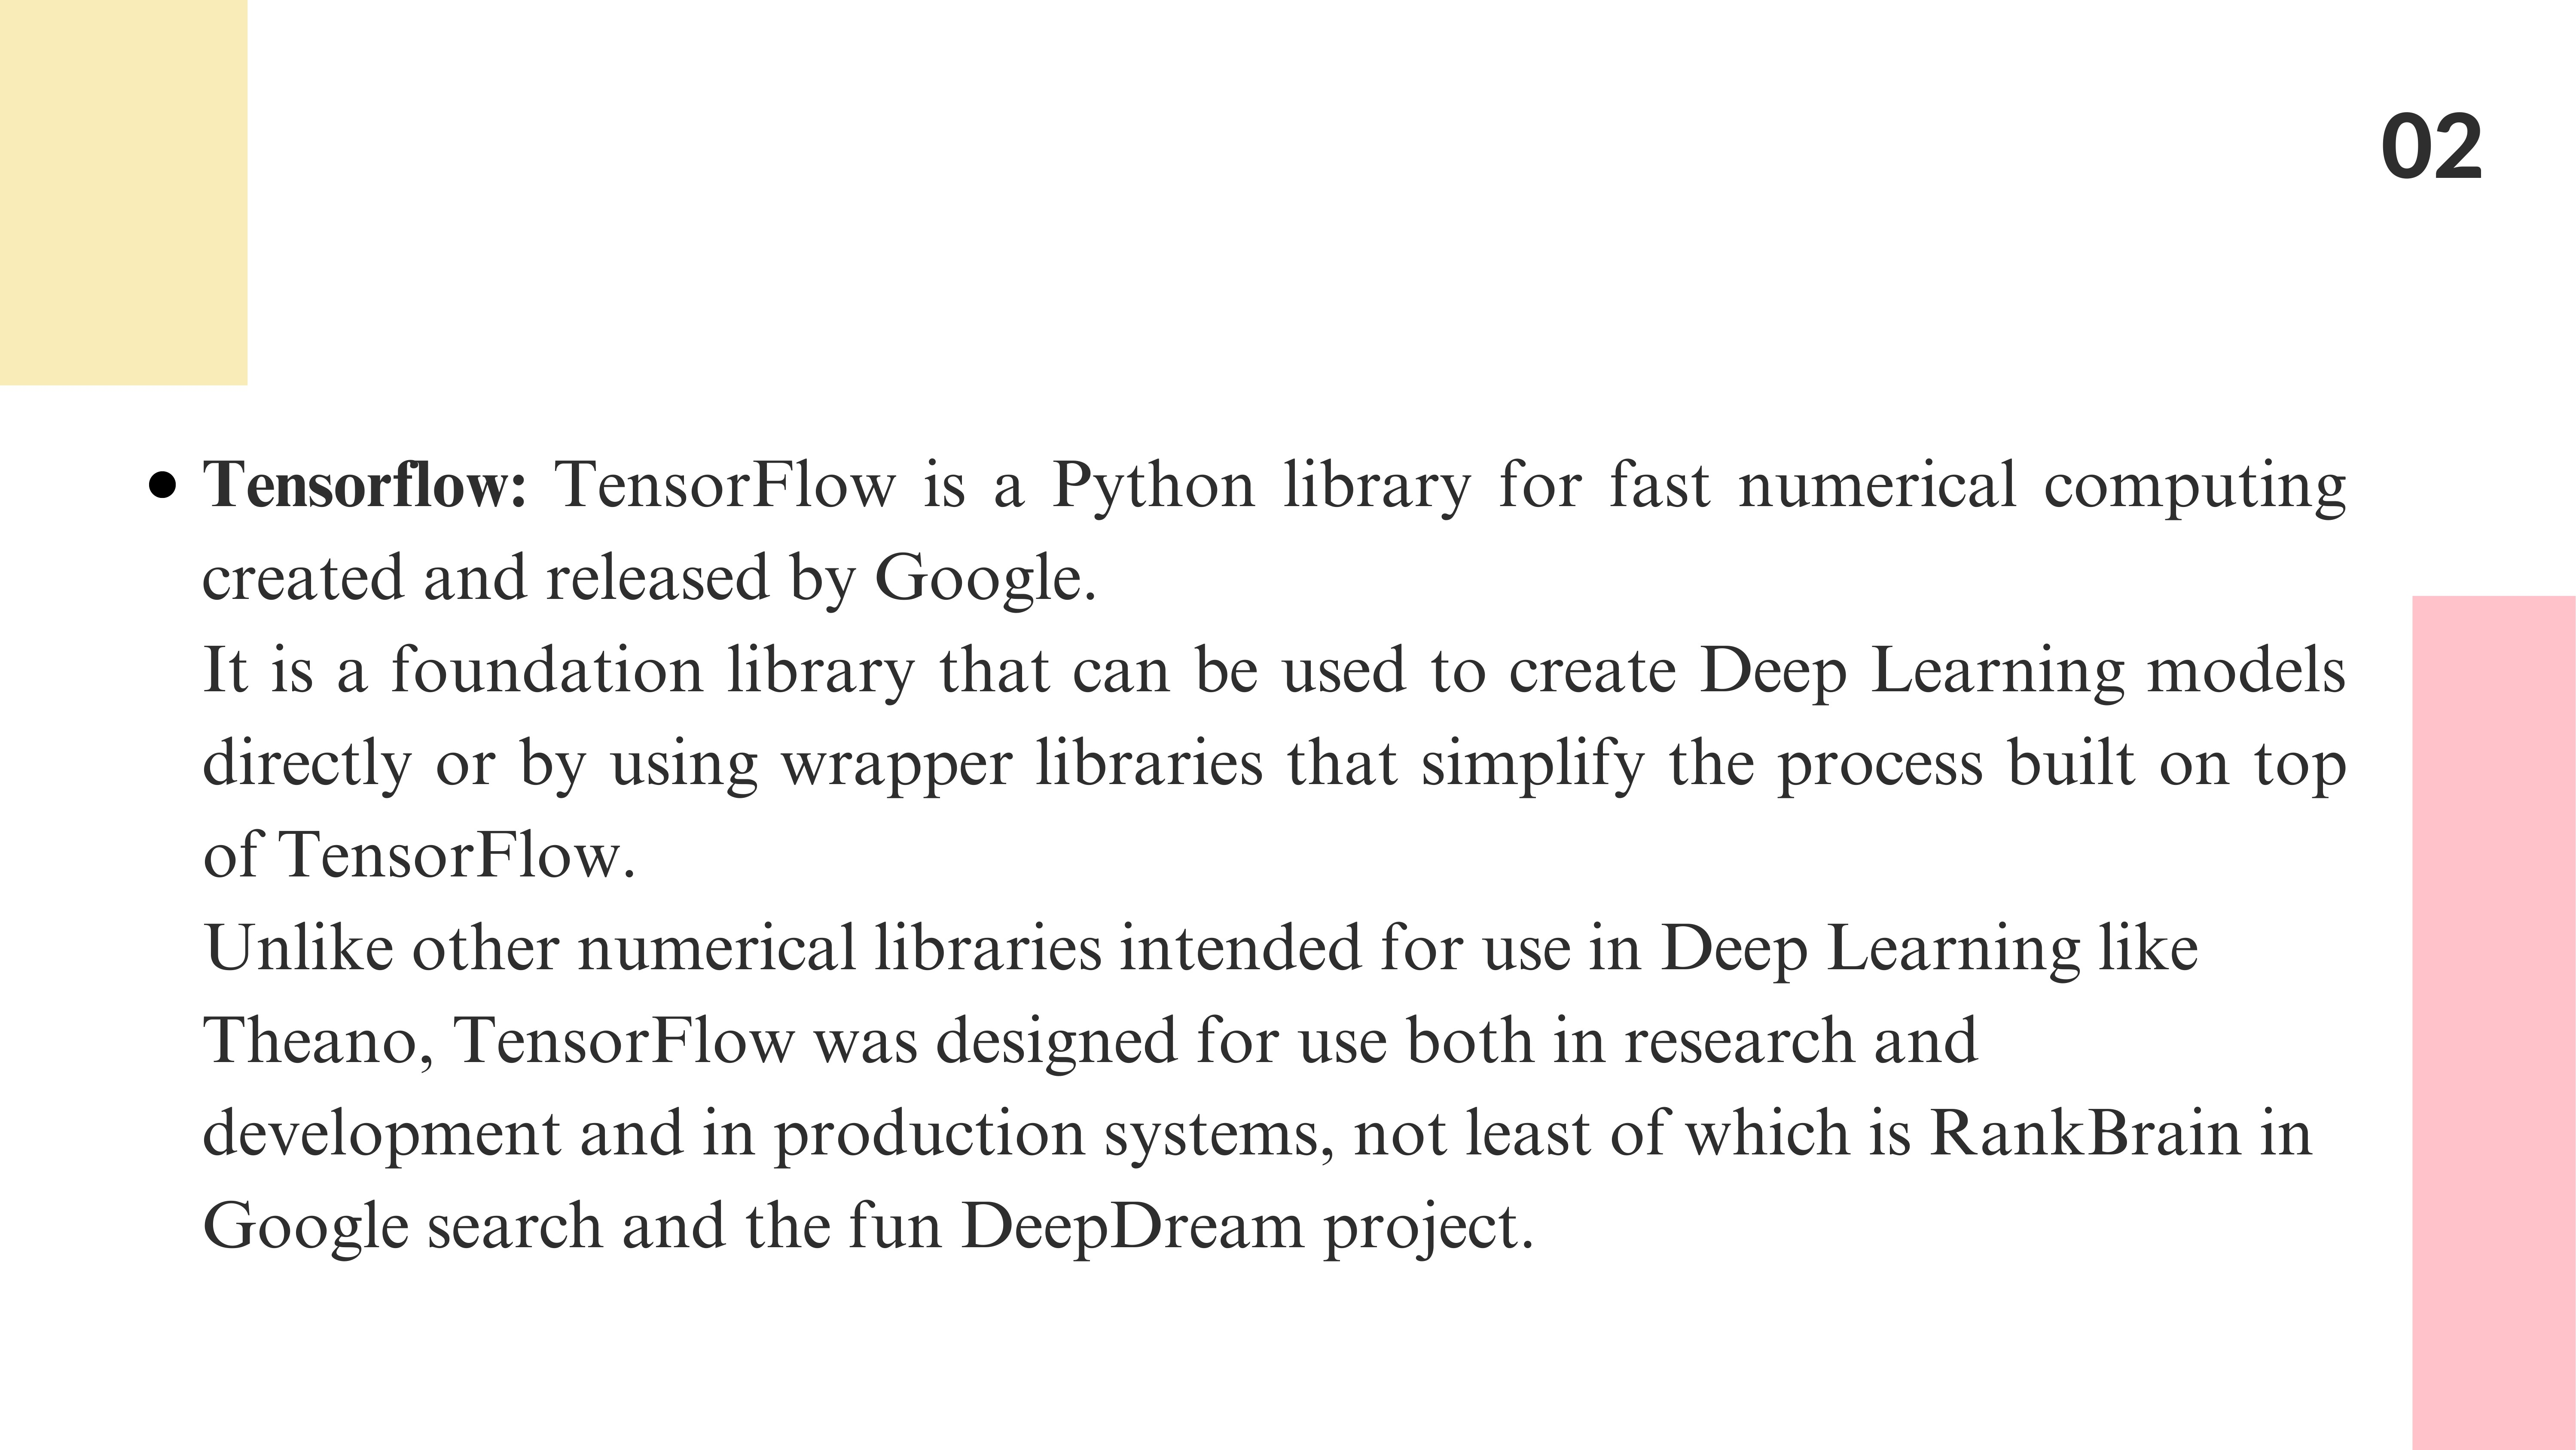 02
• Tensorflow: TensorFlow is a Python library for fast numerical computing
created and released by Google.
It is a foundation library that can be used to create Deep Learning models
directly or by using wrapper libraries that simplify the process built on top
of TensorFlow.
Unlike other numerical libraries intended for use in Deep Learning like
Theano, TensorFlow was designed for use both in research and
development and in production systems, not least of which is RankBrain in
Google search and the fun DeepDream project.